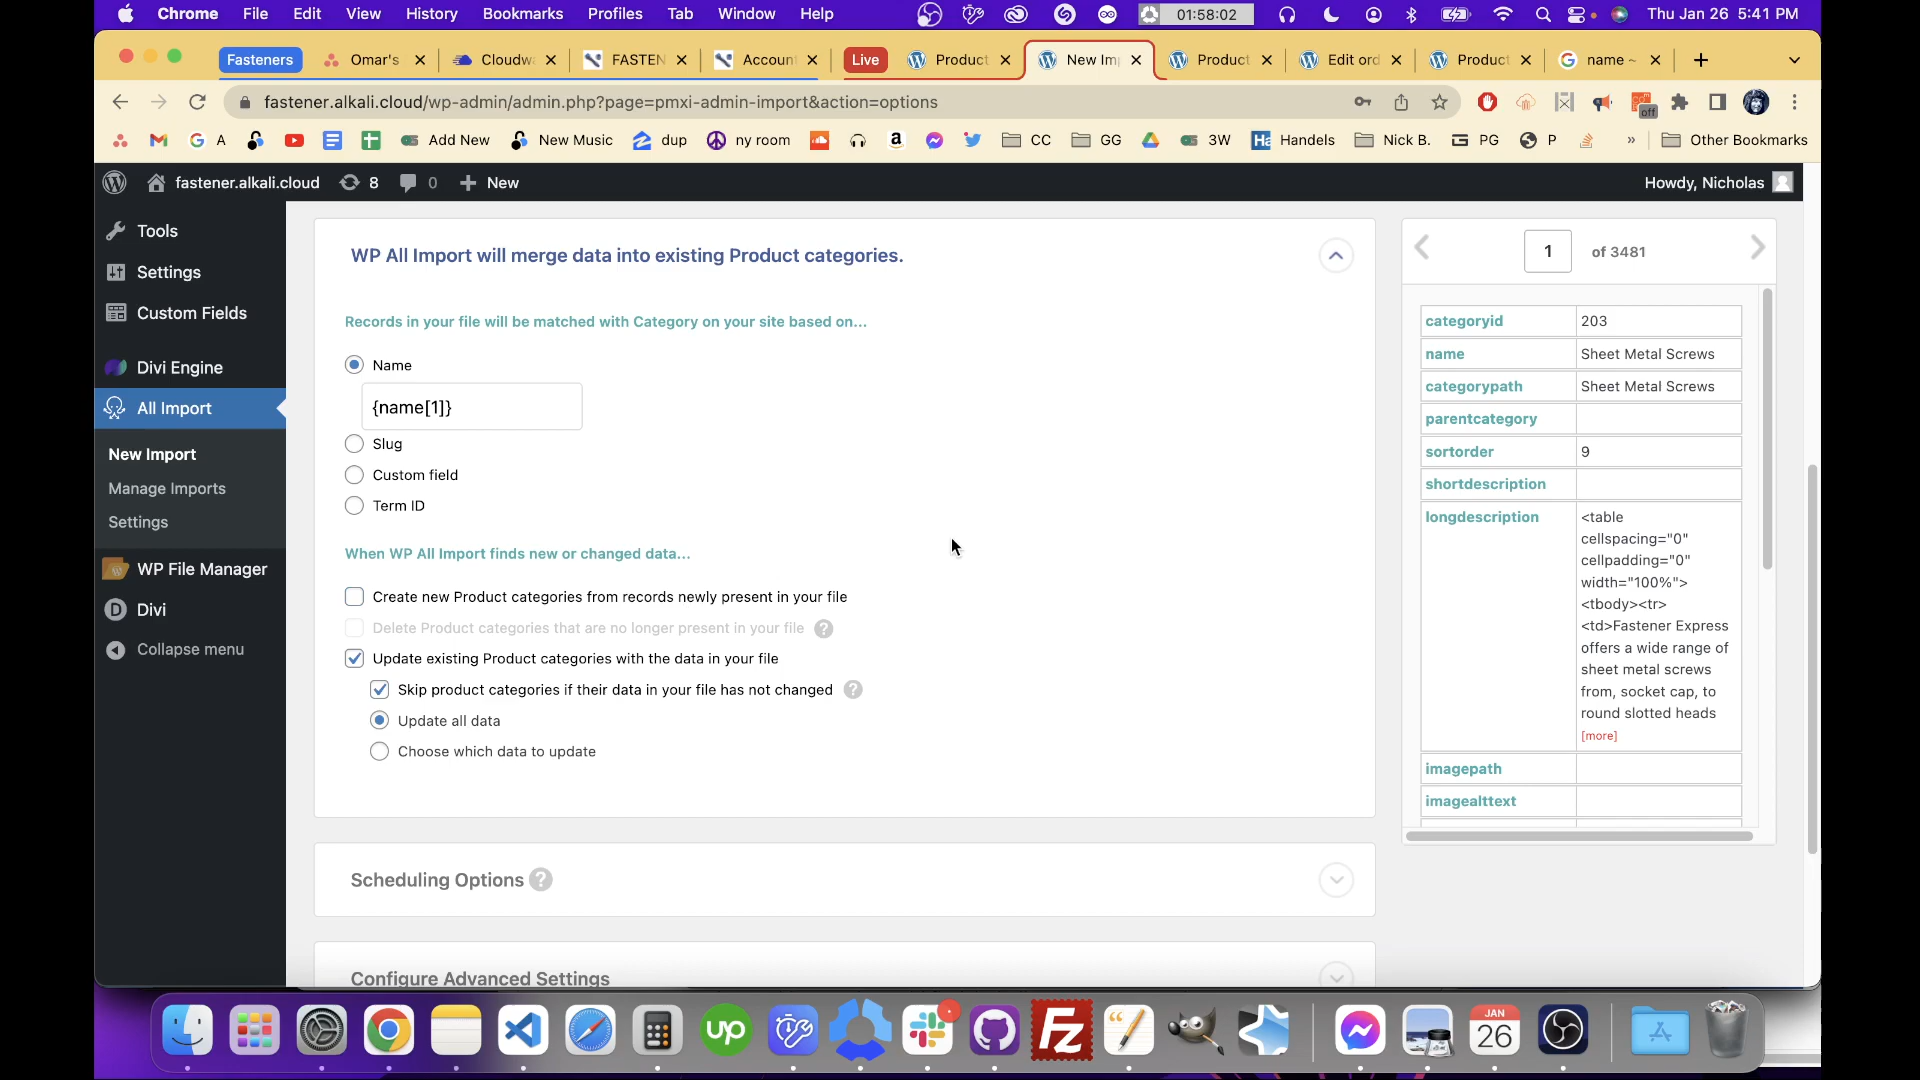 Chrome File Edit View History Bookmarks Profiles Tab Window Help 01:58:02 Thu Jan 26 5:41 PM
Fasteners Omar's Cloudw FASTEN Accoun Live Product New Im Product Edit ord Product name ~
fastener.alkali.cloud/wp-admin/admin.php?page=pmxi-admin-import&action=options off
A Add New New Music dup ny room a CC GG 3W Ha Handels Nick B. PG P » Other Bookmarks
fastener.alkali.cloud 8 0 New Howdy, Nicholas
Tools
Settings
Custom Fields
Divi Engine
All Import
New Import
Manage Imports
Settings
WP File Manager
D Divi
Collapse menu
WP All Import will merge data into existing Product categories.
Records in your file will be matched with Category on your site based on...
Name
{name[1]}
Slug
Custom field
Term ID
When WP All Import finds new or changed data...
Create new Product categories from records newly present in your file
Delete Product categories that are no longer present in your file ?
Update existing Product categories with the data in your file
Skip product categories if their data in your file has not changed ?
Update all data
Choose which data to update
Scheduling Options ?
Configure Advanced Settings
1 of 3481
categoryid 203
name Sheet Metal Screws
categorypath Sheet Metal Screws
parentcategory
sortorder 9
shortdescription
longdescription <table
cellspacing="0"
cellpadding="0"
width="100%">
<tbody><tr>
<td>Fastener Express
offers a wide range of
sheet metal screws
from, socket cap, to
round slotted heads
[more]
imagepath
imagealttext
up Fz JAN 26